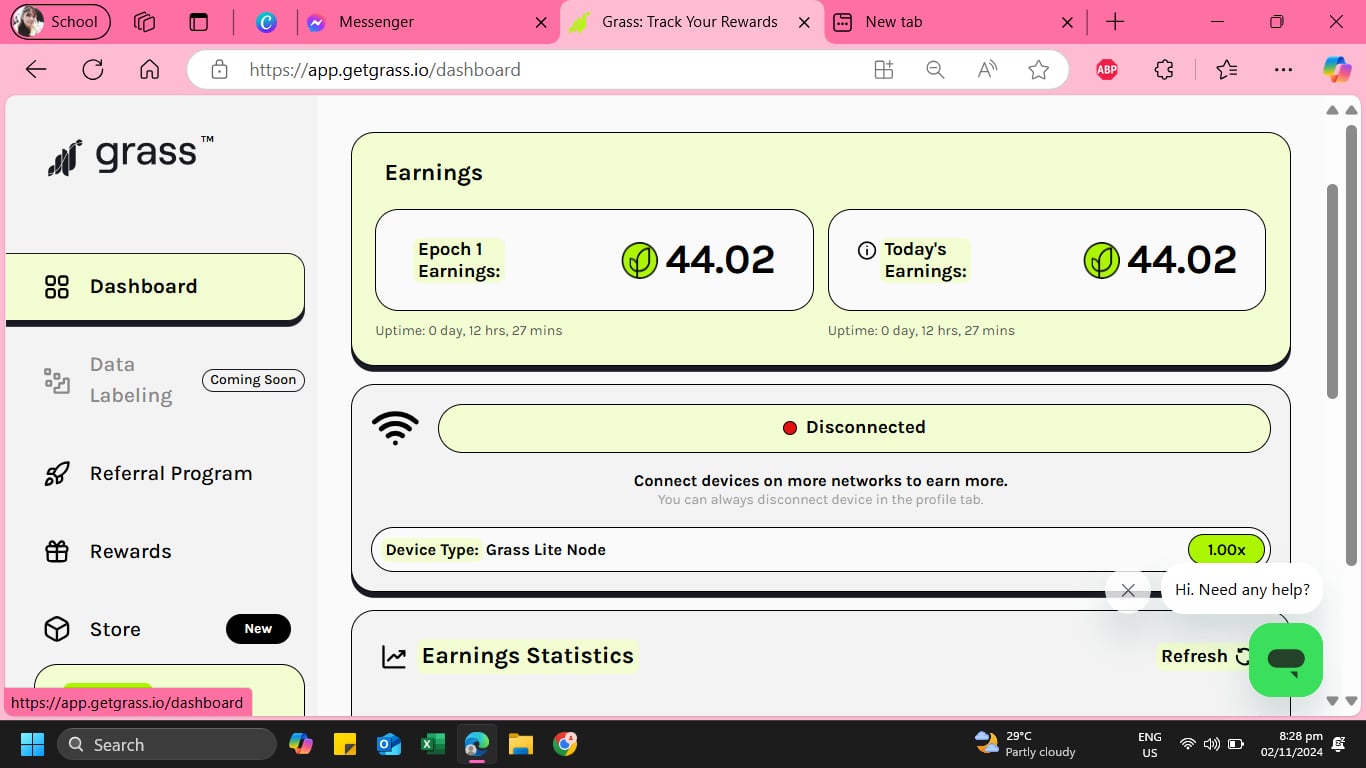 School
Messenger
Grass: Track Your Rewards
New tab
https://app.getgrass.io/dashboard
ABP
grass™
Dashboard
Data
Labeling
Coming Soon
Referral Program
Rewards
Store
New
Earnings
Epoch 1
Earnings:
44.02
Uptime: 0 day, 12 hrs, 27 mins
Today's
Earnings:
44.02
Uptime: 0 day, 12 hrs, 27 mins
Disconnected
Connect devices on more networks to earn more.
You can always disconnect device in the profile tab.
Device Type: Grass Lite Node
1.00x
Hi. Need any help?
Earnings Statistics
Refresh
https://app.getgrass.io/dashboard
Search
29°C
Partly cloudy
ENG
US
8:28 pm
02/11/2024